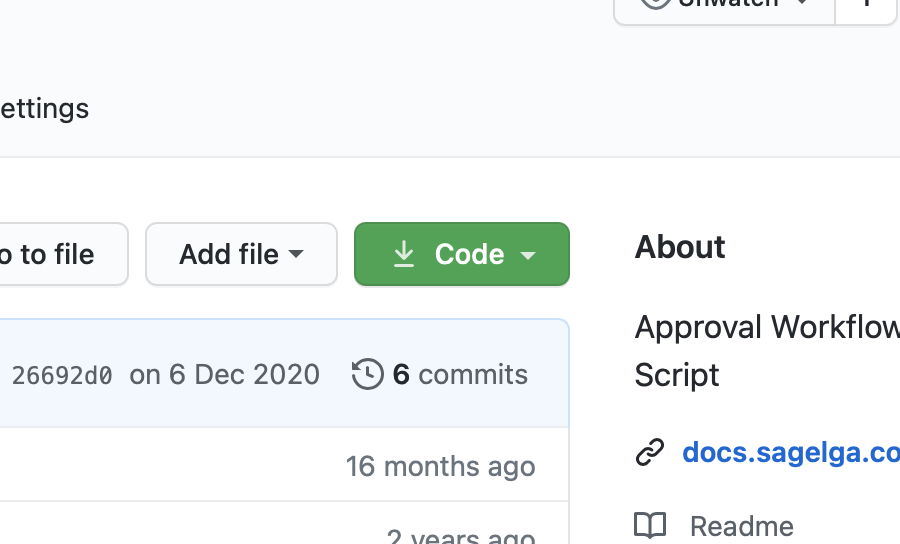 Unwatch
ettings
o to file
Add file
Code
About
Approval Workflow
Script
26692d0 on 6 Dec 2020 6 commits
docs.sagelga.co
16 months ago
Readme
2 years ago